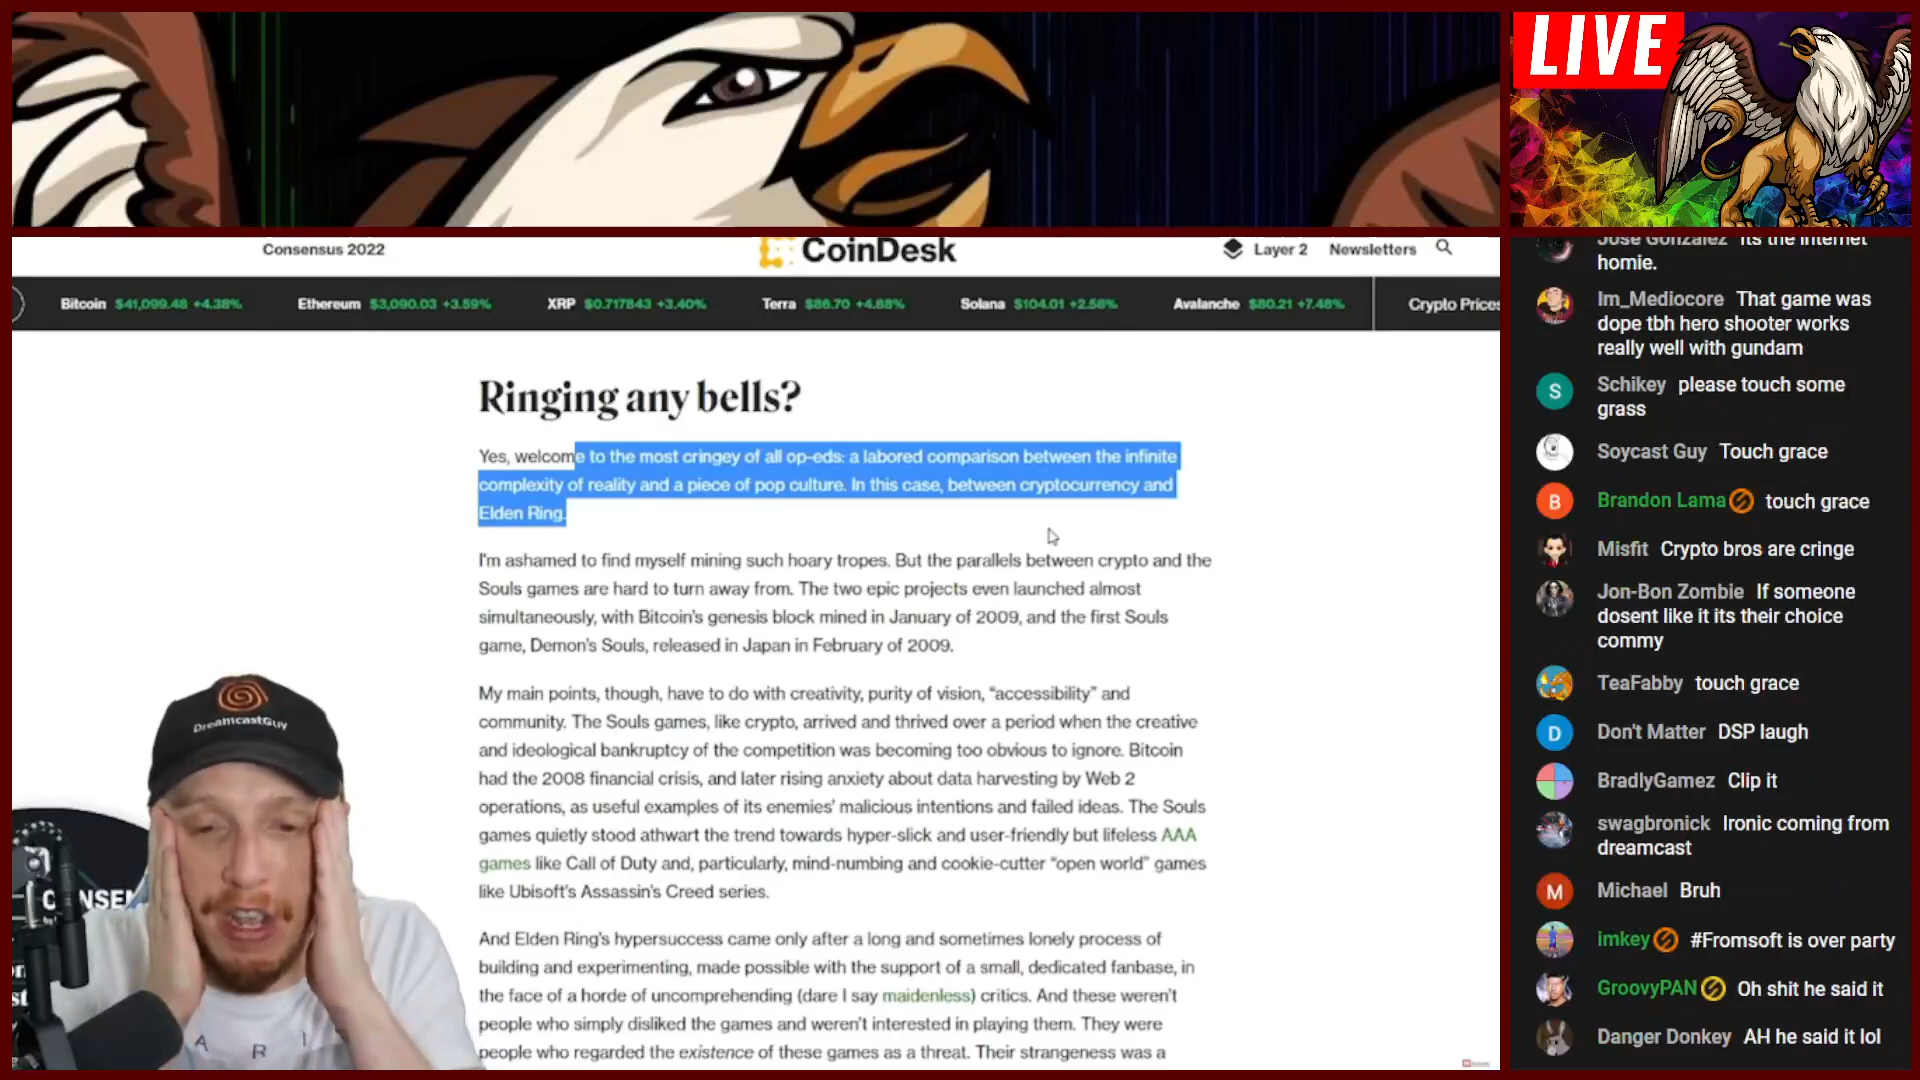 LIVE
Consensus 2022
CoinDesk
Layer 2 Newsletters
Bitcoin $41,099.48 +4.38% Ethereum $3,090.03 +3.59% XRP $0.717843 +3.40% Terra $86.70 +4.88% Solana $104.01 +2.58% Avalanche $80.21 +7.48% Crypto Prices
Ringing any bells?
Yes, welcome to the most cringey of all op-eds: a labored comparison between the infinite
complexity of reality and a piece of pop culture. In this case, between cryptocurrency and
Elden Ring.
I'm ashamed to find myself mining such hoary tropes. But the parallels between crypto and the
Souls games are hard to turn away from. The two epic projects even launched almost
simultaneously, with Bitcoin's genesis block mined in January of 2009, and the first Souls
game, Demon's Souls, released in Japan in February of 2009.
My main points, though, have to do with creativity, purity of vision, “accessibility” and
community. The Souls games, like crypto, arrived and thrived over a period when the creative
and ideological bankruptcy of the competition was becoming too obvious to ignore. Bitcoin
had the 2008 financial crisis, and later rising anxiety about data harvesting by Web 2
operations, as useful examples of its enemies' malicious intentions and failed ideas. The Souls
games quietly stood athwart the trend towards hyper-slick and user-friendly but lifeless AAA
games like Call of Duty and, particularly, mind-numbing and cookie-cutter “open world” games
like Ubisoft's Assassin's Creed series.
And Elden Ring's hypersuccess came only after a long and sometimes lonely process of
building and experimenting, made possible with the support of a small, dedicated fanbase, in
the face of a horde of uncomprehending (dare I say maidenless) critics. And these weren't
people who simply disliked the games and weren't interested in playing them. They were
people who regarded the existence of these games as a threat. Their strangeness was a
DreamcastGuy
CONSEN
A R I
Jose Gonzalez Its the internet
homie.
Im_Mediocore That game was
dope tbh hero shooter works
really well with gundam
S
Schikey please touch some
grass
Soycast Guy Touch grace
B
Brandon Lama touch grace
Misfit Crypto bros are cringe
Jon-Bon Zombie If someone
dosent like it its their choice
commy
TeaFabby touch grace
D
Don't Matter DSP laugh
BradlyGamez Clip it
swagbronick Ironic coming from
dreamcast
M
Michael Bruh
imkey #Fromsoft is over party
GroovyPAN Oh shit he said it
Danger Donkey AH he said it lol